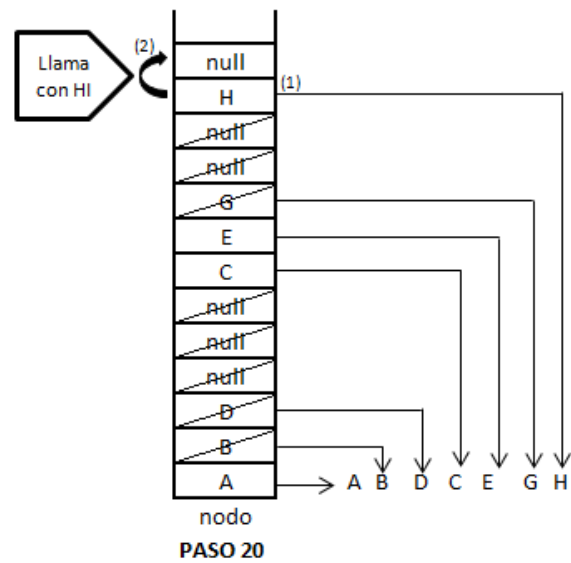 Llama
con HI
(2)
null
H
(1)
null
null
G
E
C
null
null
null
D
B
A
A B D C E G H
nodo
PASO 20